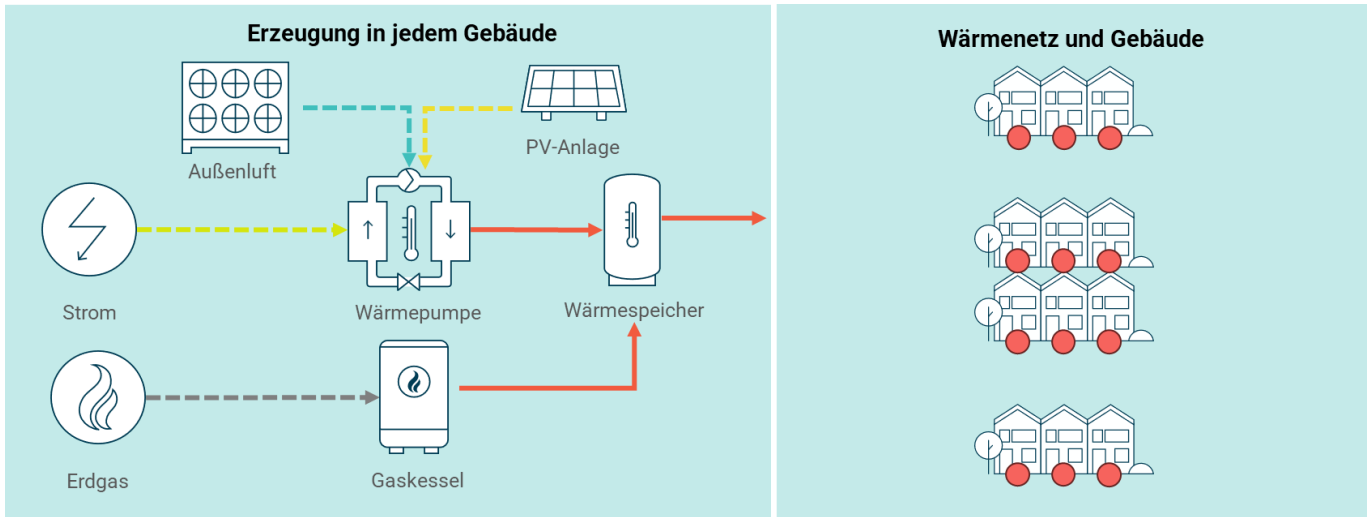 Erzeugung in jedem Gebäude
Außenluft
PV-Anlage
Strom
Wärmepumpe
Wärmespeicher
Erdgas
Gaskessel
Wärmenetz und Gebäude